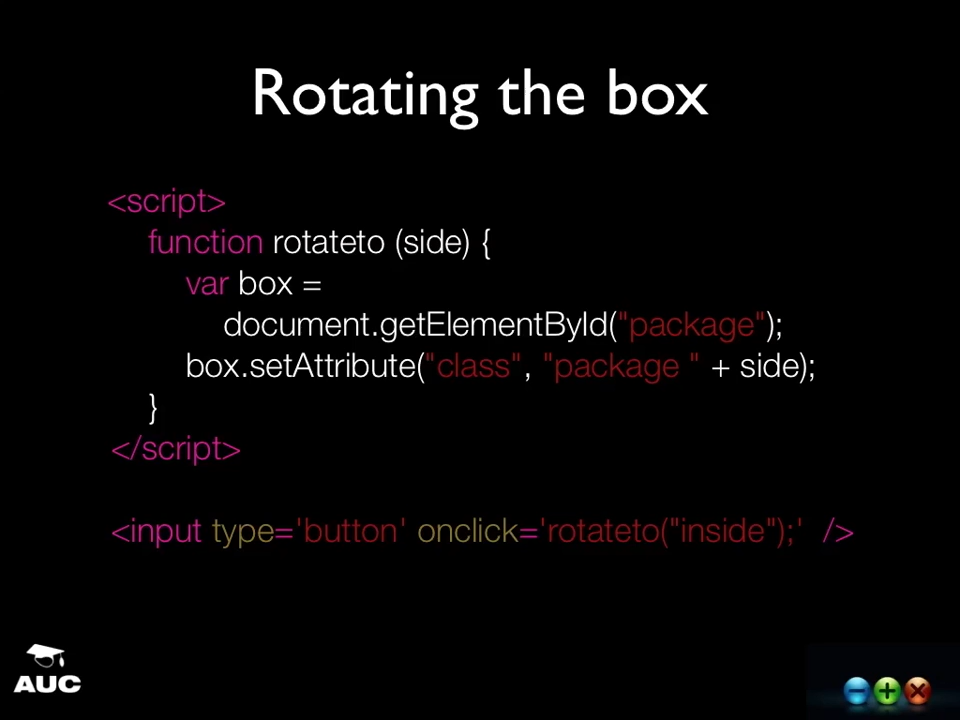 Rotating the box
<script>
function rotateto (side) {
var box =
document.getElementById("package");
box.setAttribute("class", "package " + side);
}
</script>
<input type='button' onclick='rotateto("inside");' />
AUC